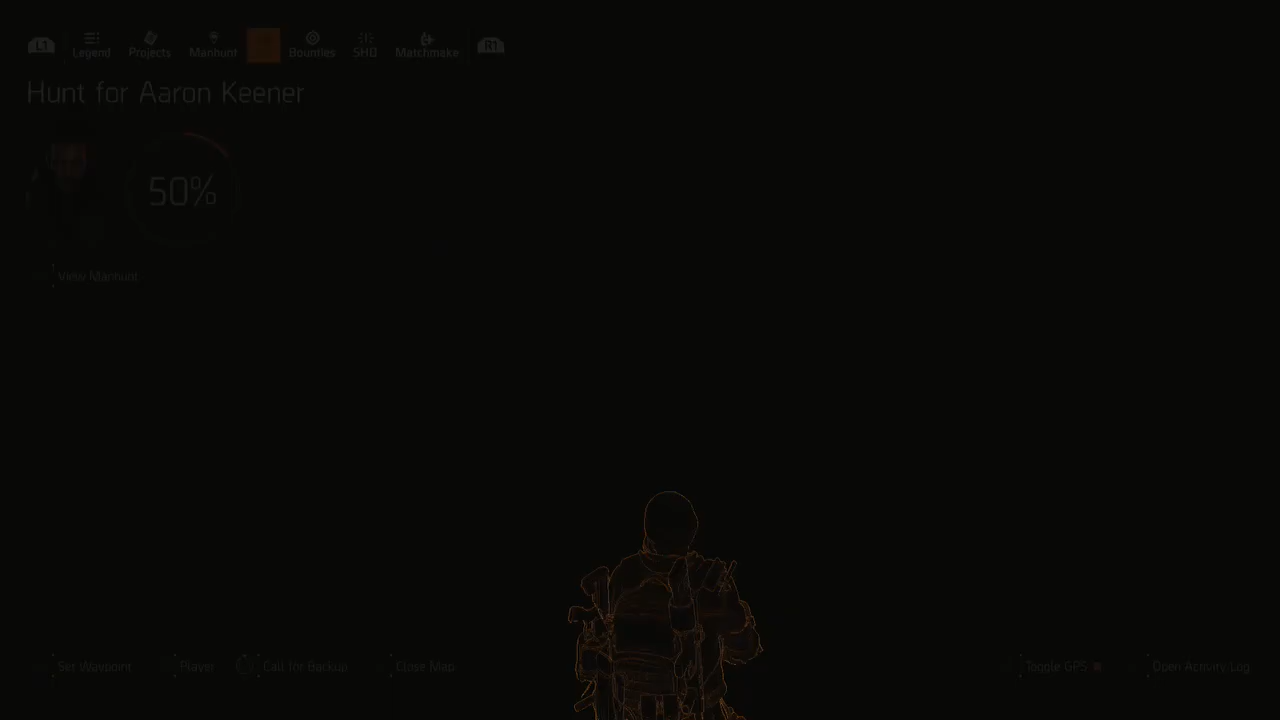 L1 Legend Projects Manhunt Bounties SHD Matchmake R1
Hunt for Aaron Keener
50%
View Manhunt
Set Waypoint Player Call for Backup Close Map Toggle GPS Open Activity Log